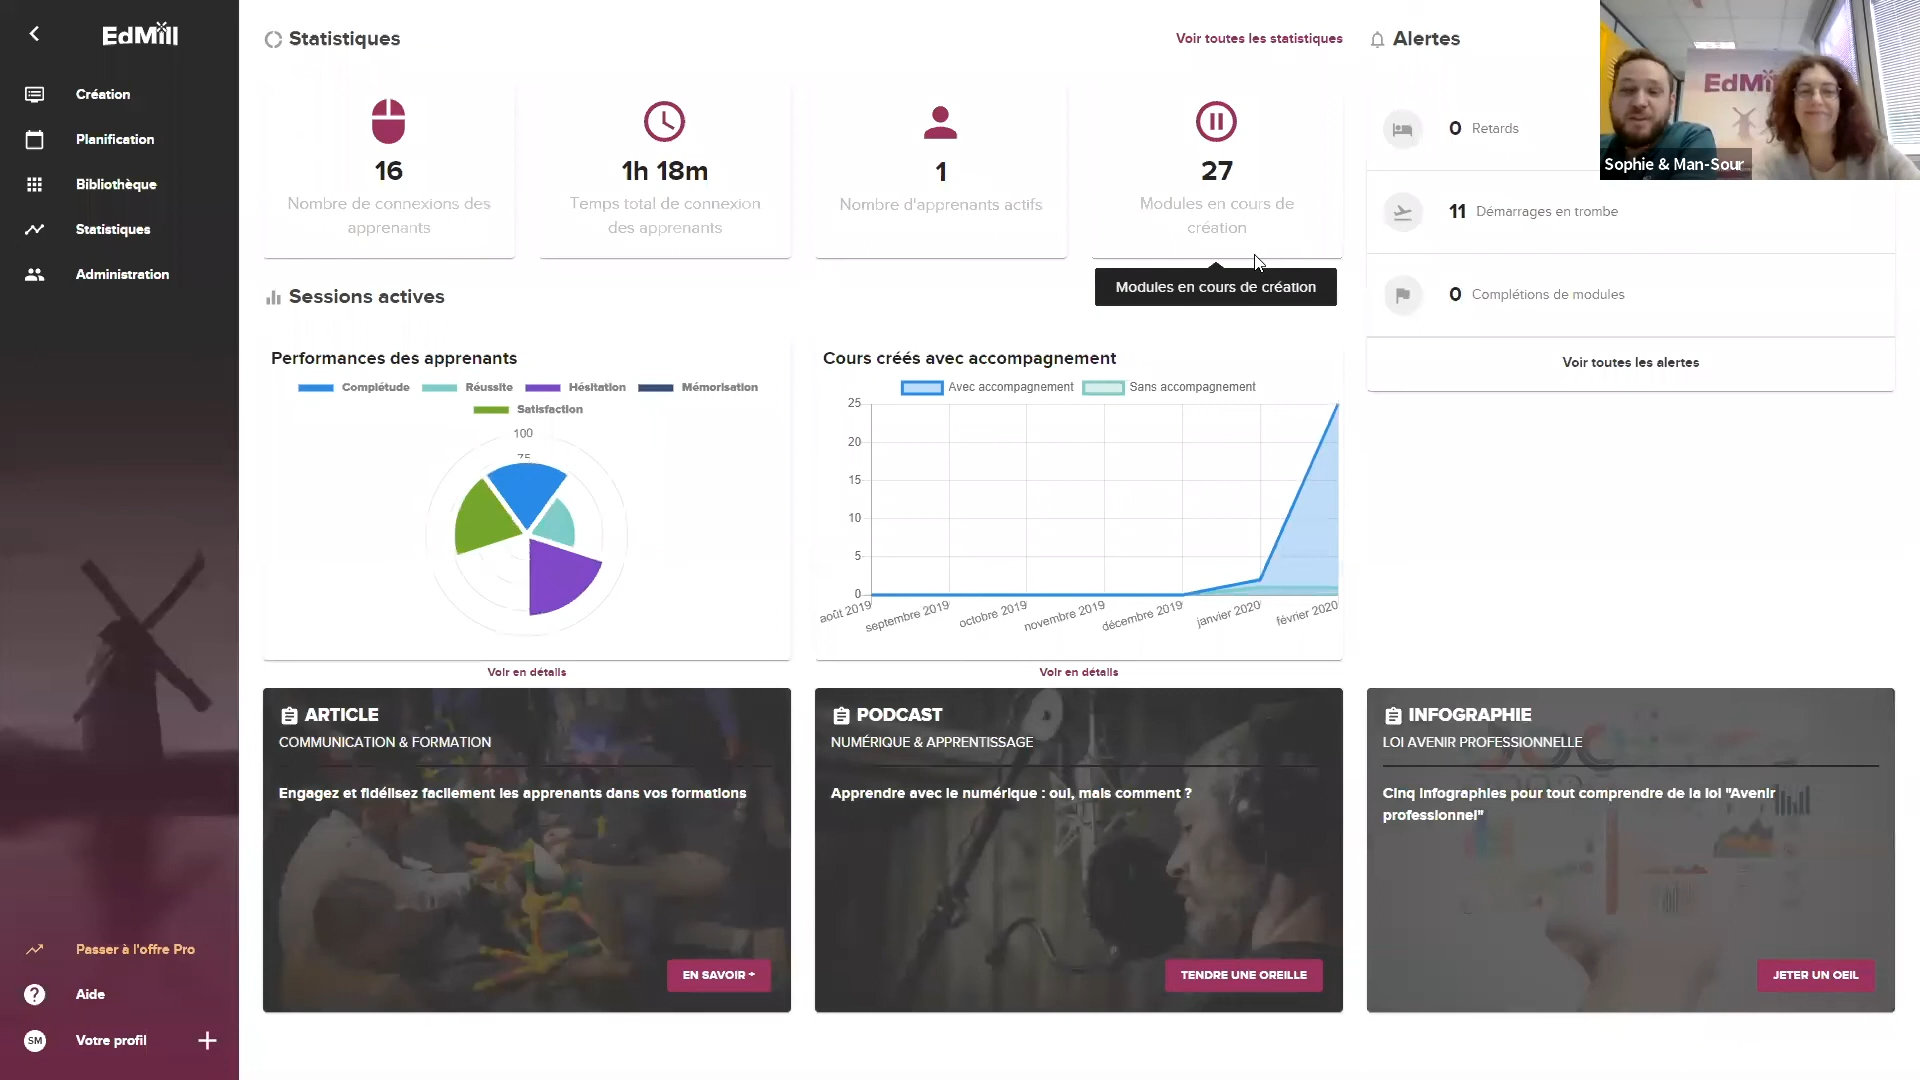 EdMill
Création
Planification
Bibliothèque
Statistiques
Administration
Passer à l'offre Pro
Aide
SM
Votre profil
Statistiques
Voir toutes les statistiques
16
Nombre de connexions des
apprenants
1h 18m
Temps total de connexion
des apprenants
1
Nombre d'apprenants actifs
27
Modules en cours de
création
Modules en cours de création
Alertes
0 Retards
11 Démarrages en trombe
0 Complétions de modules
Voir toutes les alertes
EdMi
Sophie & Man-Sour
Sessions actives
Performances des apprenants
Complétude Réussite Hésitation Mémorisation
Satisfaction
100
75
Voir en détails
Cours créés avec accompagnement
Avec accompagnement Sans accompagnement
25
20
15
10
5
0
août 2019 septembre 2019 octobre 2019 novembre 2019 décembre 2019 janvier 2020 février 2020
Voir en détails
ARTICLE
COMMUNICATION & FORMATION
Engagez et fidélisez facilement les apprenants dans vos formations
EN SAVOIR +
PODCAST
NUMÉRIQUE & APPRENTISSAGE
Apprendre avec le numérique : oui, mais comment ?
TENDRE UNE OREILLE
INFOGRAPHIE
LOI AVENIR PROFESSIONNELLE
Cinq infographies pour tout comprendre de la loi "Avenir
professionnel"
JETER UN OEIL